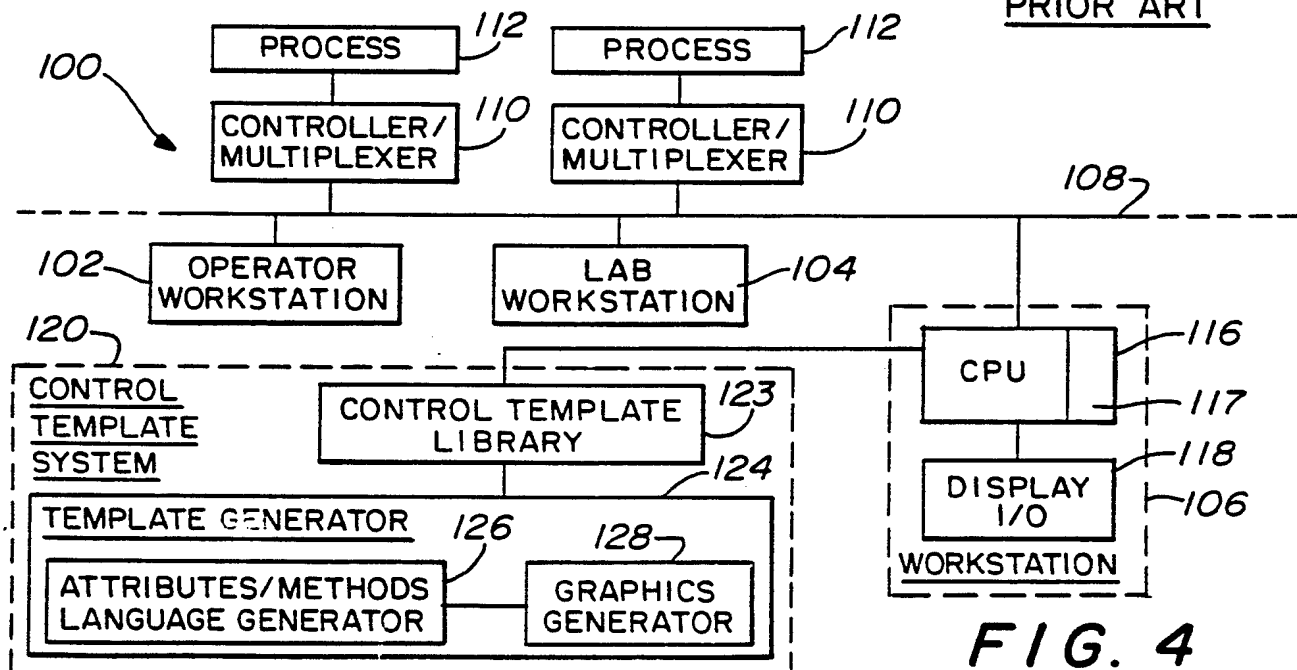 PRIOR ART
PROCESS
112
PROCESS
112
100
CONTROLLER/
MULTIPLEXER
110
CONTROLLER/
MULTIPLEXER
110
108
102
OPERATOR
WORKSTATION
LAB
WORKSTATION
104
120
CONTROL
TEMPLATE
SYSTEM
CONTROL TEMPLATE
LIBRARY
123
CPU
116
117
DISPLAY
I/O
118
106
WORKSTATION
124
TEMPLATE GENERATOR
126
128
ATTRIBUTES/METHODS
LANGUAGE GENERATOR
GRAPHICS
GENERATOR
FIG. 4